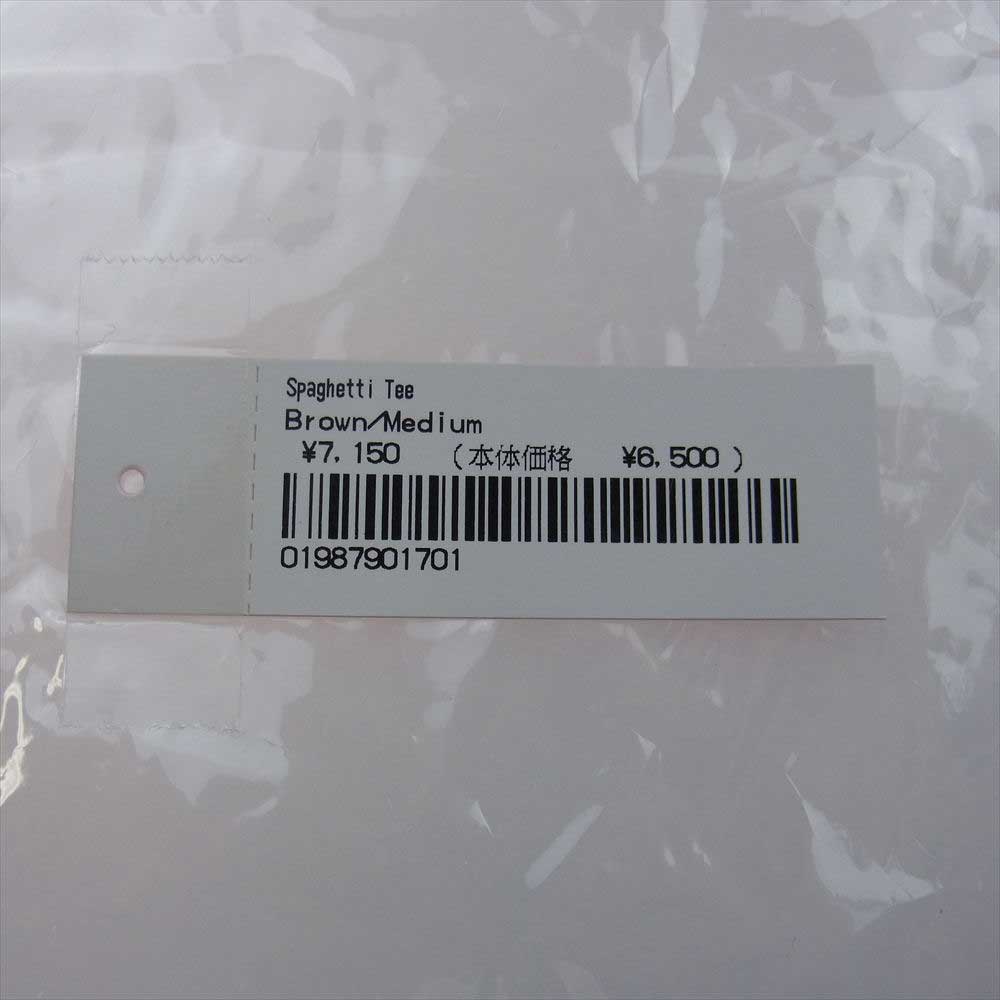 Spaghetti Tee
Brown/Medium
¥7,150 (本体価格 ¥6,500)
01987901701